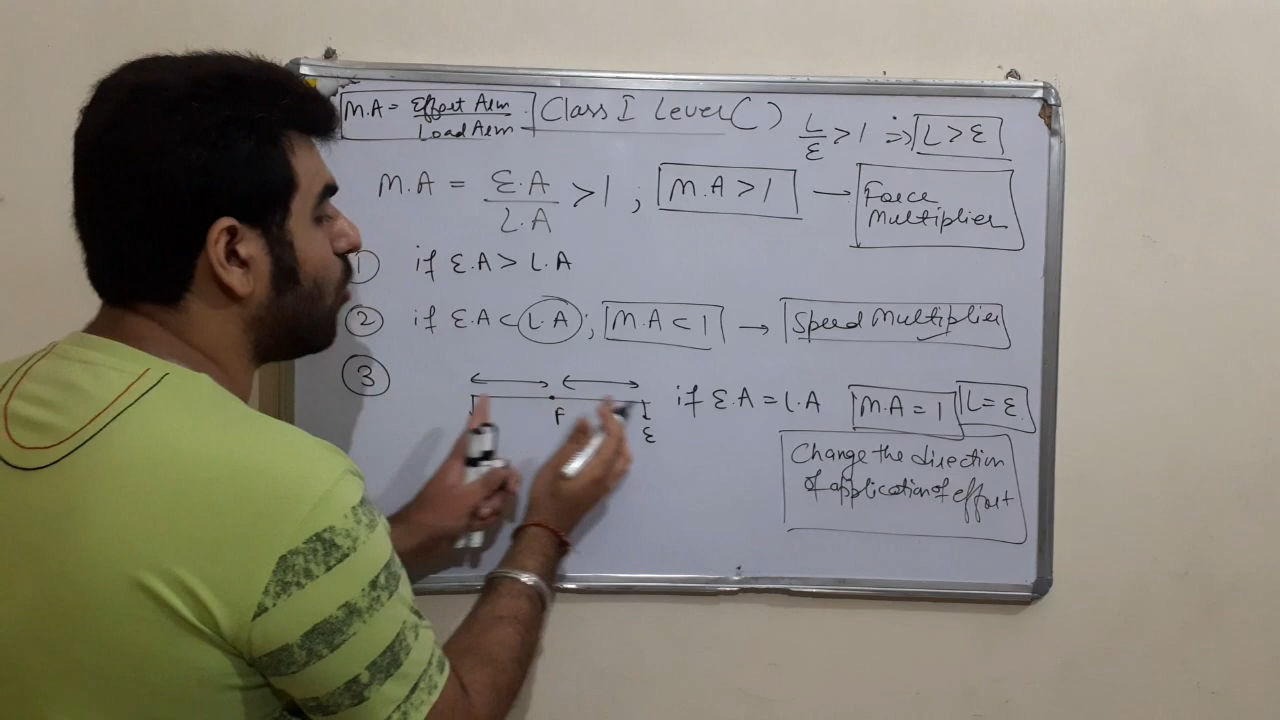 M.A = Effort Arm / Load Arm
Class I Lever ( )
L/E > 1 ⇒ L > E
M.A = E.A / L.A > 1 ; M.A > 1 → Force Multiplier
① if E.A > L.A
② if E.A < L.A ; M.A < 1 → Speed Multiplier
③ if E.A = L.A M.A = 1 L = E
F
E
Change the direction
of application of effort